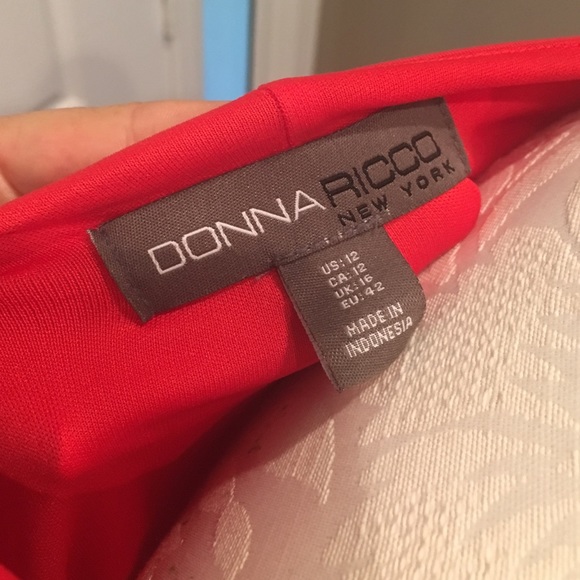 DONNA RICCO
NEW YORK
US: 12
CA: 12
UK: 16
EU: 42
MADE IN
INDONESIA